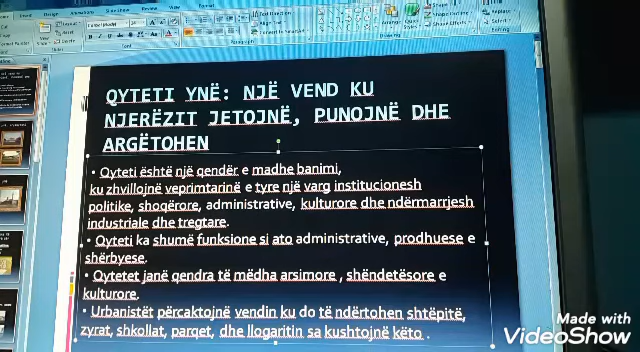 QYTETI YNË: NJË VEND KU
NJERËZIT JETOJNË, PUNOJNË DHE
ARGËTOHEN
• Qyteti është një qendër e madhe banimi,
ku zhvillojnë veprimtarinë e tyre një varg institucionesh
politike, shoqërore, administrative, kulturore dhe ndërmarrjesh
industriale dhe tregtare.
• Qyteti ka shumë funksione si ato administrative, prodhuese e
shërbyese.
• Qytetet janë qendra të mëdha arsimore , shëndetësore e
kulturore.
• Urbanistët përcaktojnë vendin ku do të ndërtohen shtëpitë,
zyrat, shkollat, parqet, dhe llogaritin sa kushtojnë këto .
Made with
VideoShow